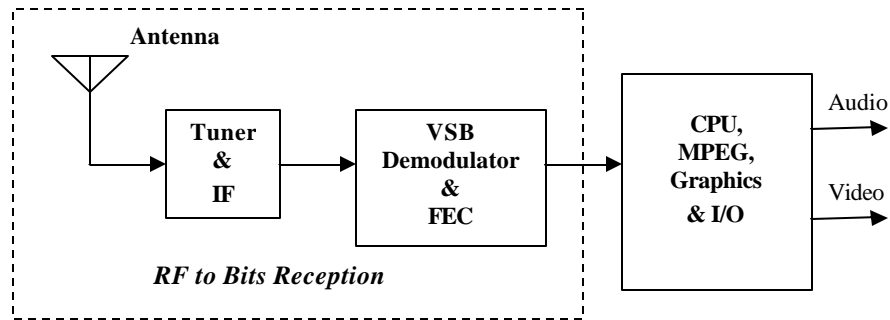 Antenna
Tuner
&
IF
VSB
Demodulator
&
FEC
CPU,
MPEG,
Graphics
& I/O
Audio
Video
RF to Bits Reception